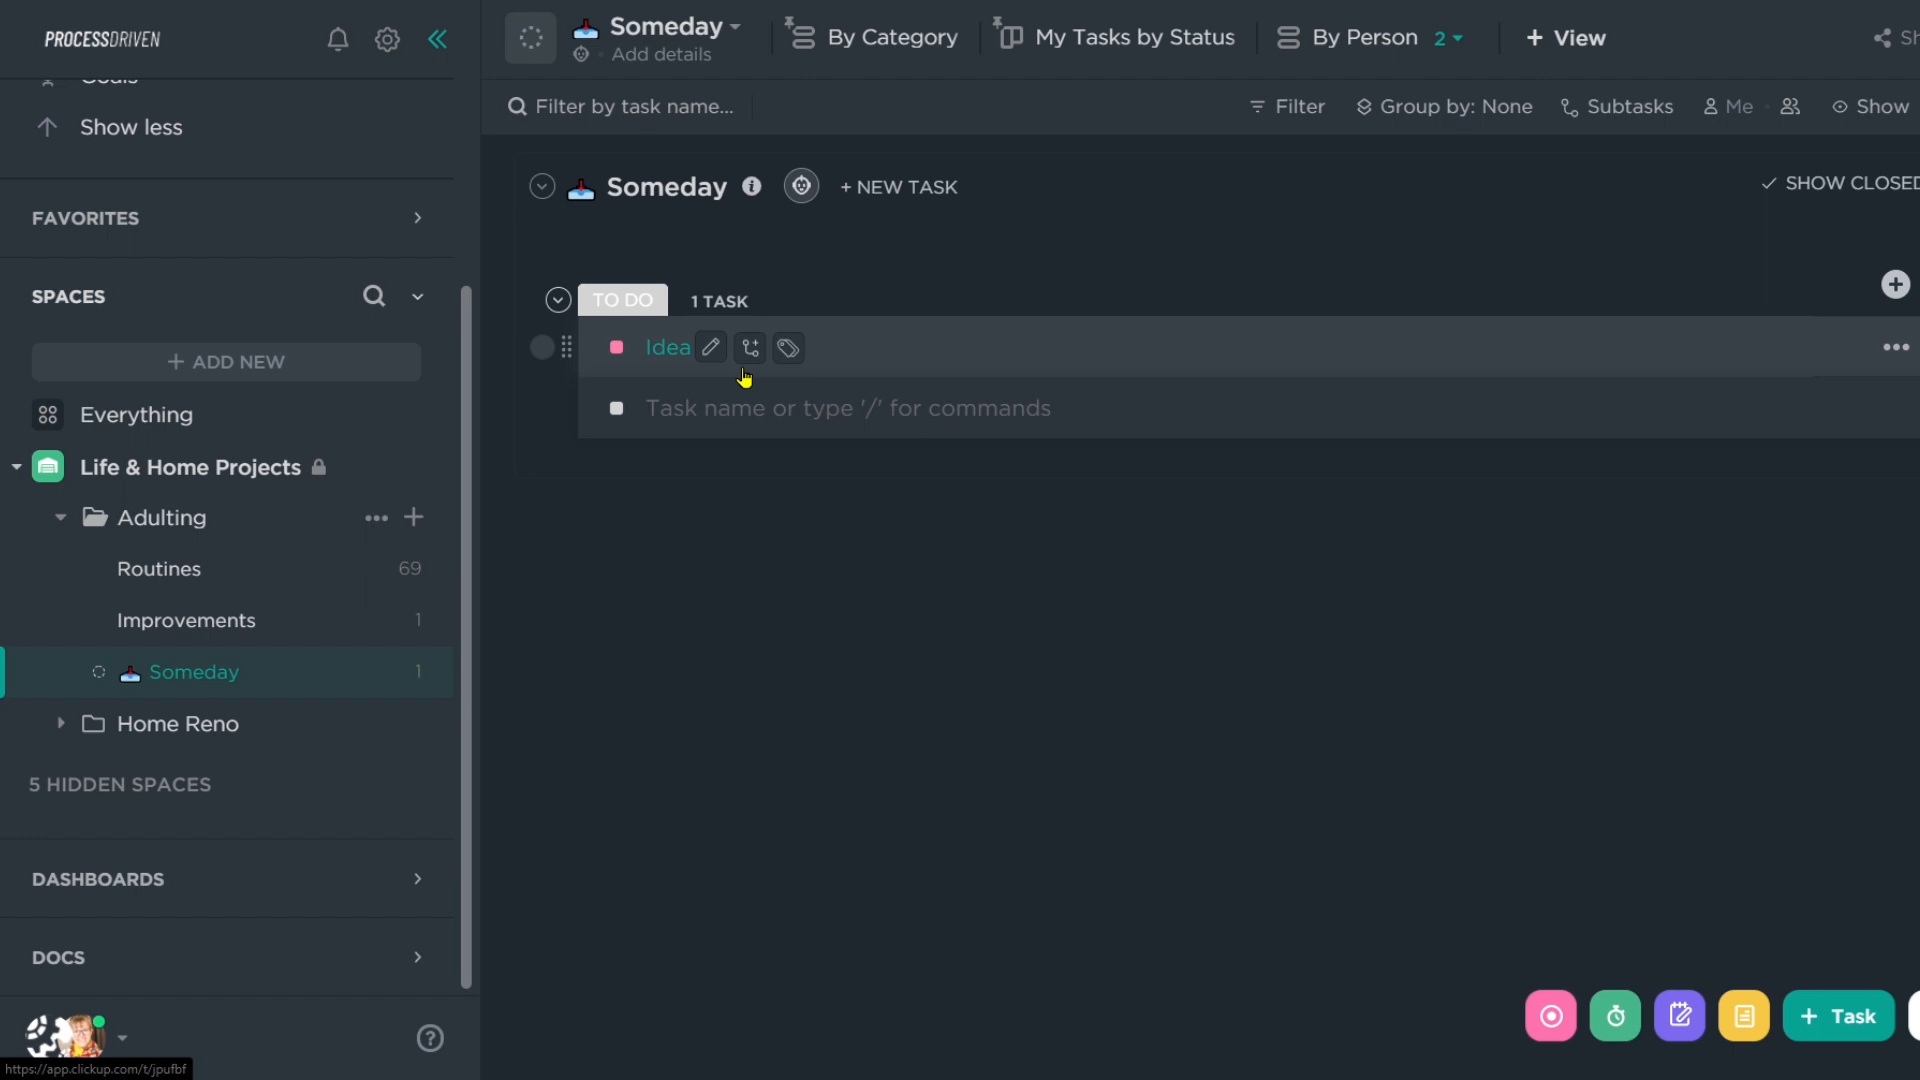 PROCESSDRIVEN
Goals
Show less
FAVORITES
SPACES
+ ADD NEW
Everything
Life & Home Projects
Adulting
Routines 69
Improvements 1
Someday 1
Home Reno
5 HIDDEN SPACES
DASHBOARDS
DOCS
https://app.clickup.com/t/jpufbf
Someday
Add details
By Category
My Tasks by Status
By Person 2
+ View
Sh
Filter by task name...
Filter
Group by: None
Subtasks
Me
Show
Someday
+ NEW TASK
SHOW CLOSED
TO DO 1 TASK
Idea
Task name or type '/' for commands
+ Task